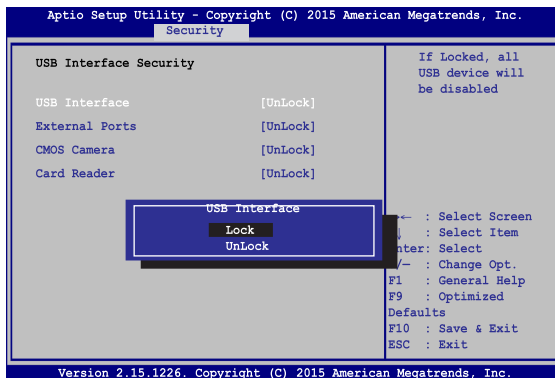 Aptio Setup Utility - Copyright (C) 2015 American Megatrends, Inc.
Security
USB Interface Security
USB Interface [UnLock]
External Ports [UnLock]
CMOS Camera [UnLock]
Card Reader [UnLock]
If Locked, all
USB device will
be disabled
USB Interface
Lock
UnLock
← : Select Screen
↓ : Select Item
nter: Select
/— : Change Opt.
F1 : General Help
F9 : Optimized
Defaults
F10 : Save & Exit
ESC : Exit
Version 2.15.1226. Copyright (C) 2015 American Megatrends, Inc.